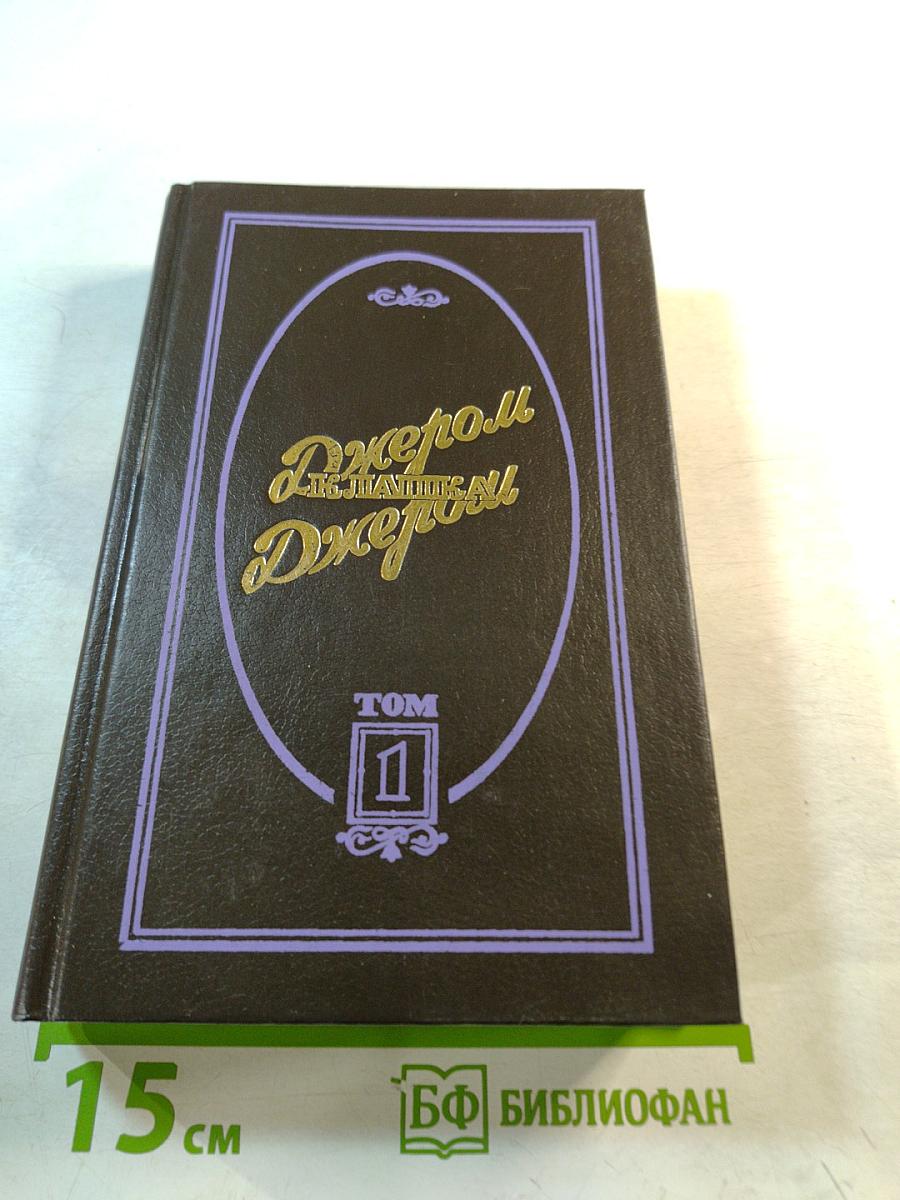 Джером
КЛАПКА
Джером
ТОМ
1
15 см
БФ БИБЛИОФАН